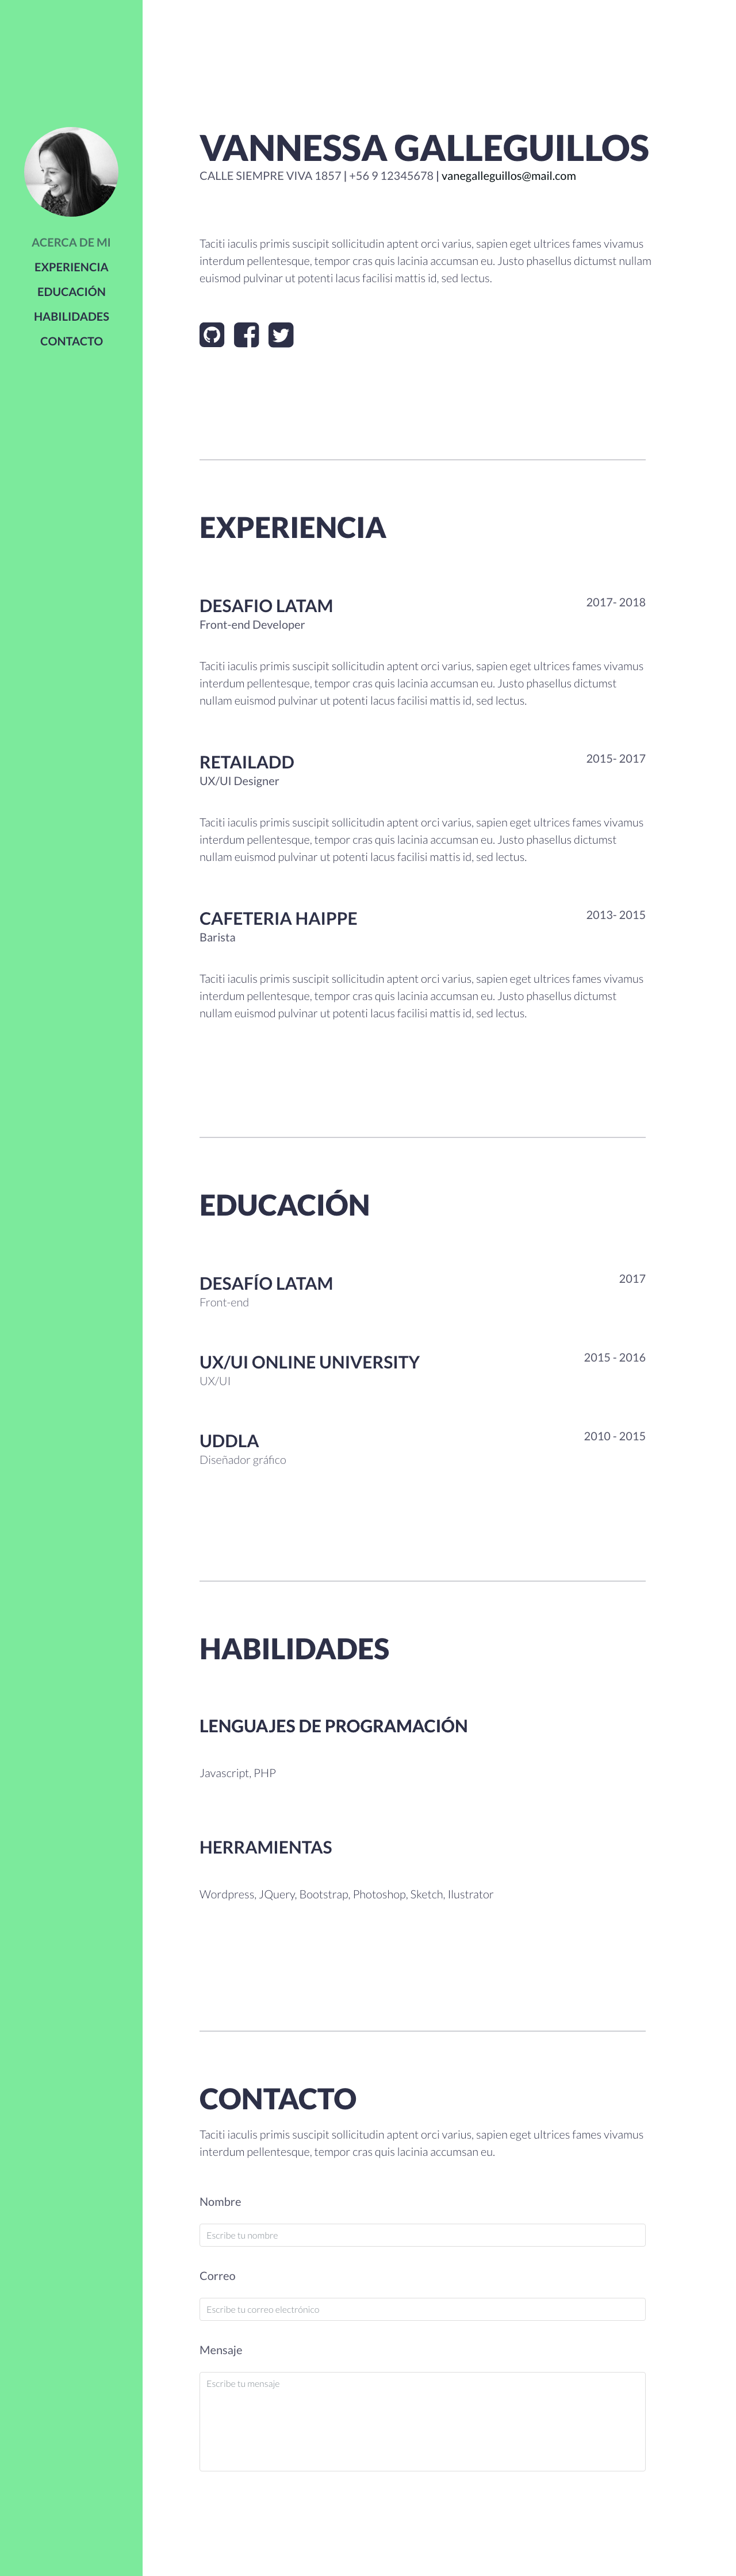 ACERCA DE MI
EXPERIENCIA
EDUCACIÓN
HABILIDADES
CONTACTO
VANNESSA GALLEGUILLOS
CALLE SIEMPRE VIVA 1857 | +56 9 12345678 | vanegalleguillos@mail.com
Taciti iaculis primis suscipit sollicitudin aptent orci varius, sapien eget ultrices fames vivamus
interdum pellentesque, tempor cras quis lacinia accumsan eu. Justo phasellus dictumst nullam
euismod pulvinar ut potenti lacus facilisi mattis id, sed lectus.
EXPERIENCIA
DESAFIO LATAM 2017- 2018
Front-end Developer
Taciti iaculis primis suscipit sollicitudin aptent orci varius, sapien eget ultrices fames vivamus
interdum pellentesque, tempor cras quis lacinia accumsan eu. Justo phasellus dictumst
nullam euismod pulvinar ut potenti lacus facilisi mattis id, sed lectus.
RETAILADD 2015- 2017
UX/UI Designer
Taciti iaculis primis suscipit sollicitudin aptent orci varius, sapien eget ultrices fames vivamus
interdum pellentesque, tempor cras quis lacinia accumsan eu. Justo phasellus dictumst
nullam euismod pulvinar ut potenti lacus facilisi mattis id, sed lectus.
CAFETERIA HAIPPE 2013- 2015
Barista
Taciti iaculis primis suscipit sollicitudin aptent orci varius, sapien eget ultrices fames vivamus
interdum pellentesque, tempor cras quis lacinia accumsan eu. Justo phasellus dictumst
nullam euismod pulvinar ut potenti lacus facilisi mattis id, sed lectus.
EDUCACIÓN
DESAFÍO LATAM 2017
Front-end
UX/UI ONLINE UNIVERSITY 2015 - 2016
UX/UI
UDDLA 2010 - 2015
Diseñador gráfico
HABILIDADES
LENGUAJES DE PROGRAMACIÓN
Javascript, PHP
HERRAMIENTAS
Wordpress, JQuery, Bootstrap, Photoshop, Sketch, Ilustrator
CONTACTO
Taciti iaculis primis suscipit sollicitudin aptent orci varius, sapien eget ultrices fames vivamus
interdum pellentesque, tempor cras quis lacinia accumsan eu.
Nombre
Escribe tu nombre
Correo
Escribe tu correo electrónico
Mensaje
Escribe tu mensaje